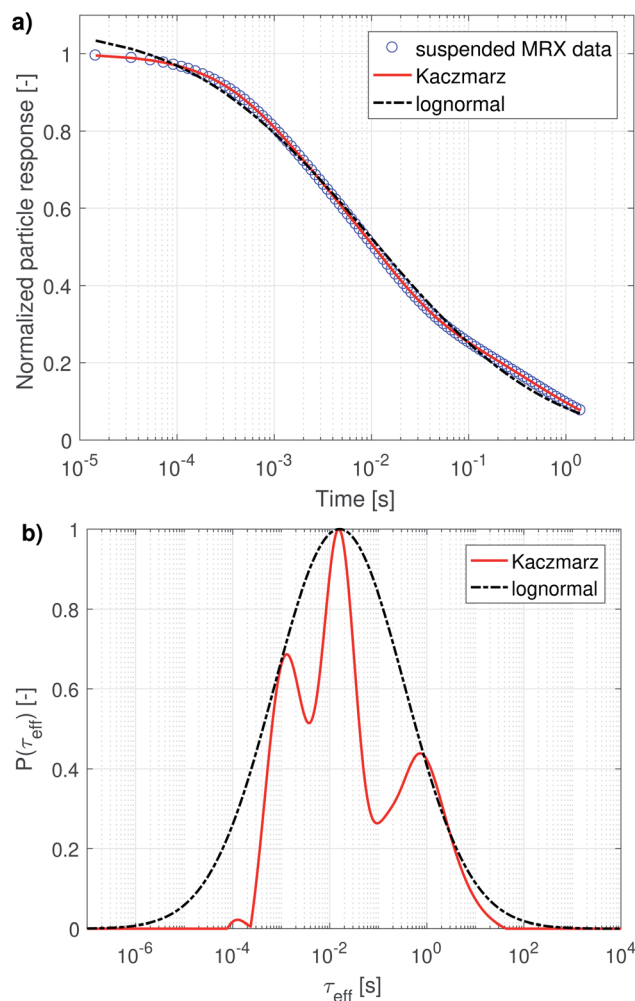 a)
suspended MRX data
Kaczmarz
lognormal
Normalized particle response [-]
1
0.8
0.6
0.4
0.2
0
10^-5 10^-4 10^-3 10^-2 10^-1 10^0
Time [s]
b)
Kaczmarz
lognormal
P(τ_eff) [-]
1
0.8
0.6
0.4
0.2
0
10^-6 10^-4 10^-2 10^0 10^2 10^4
τ_eff [s]